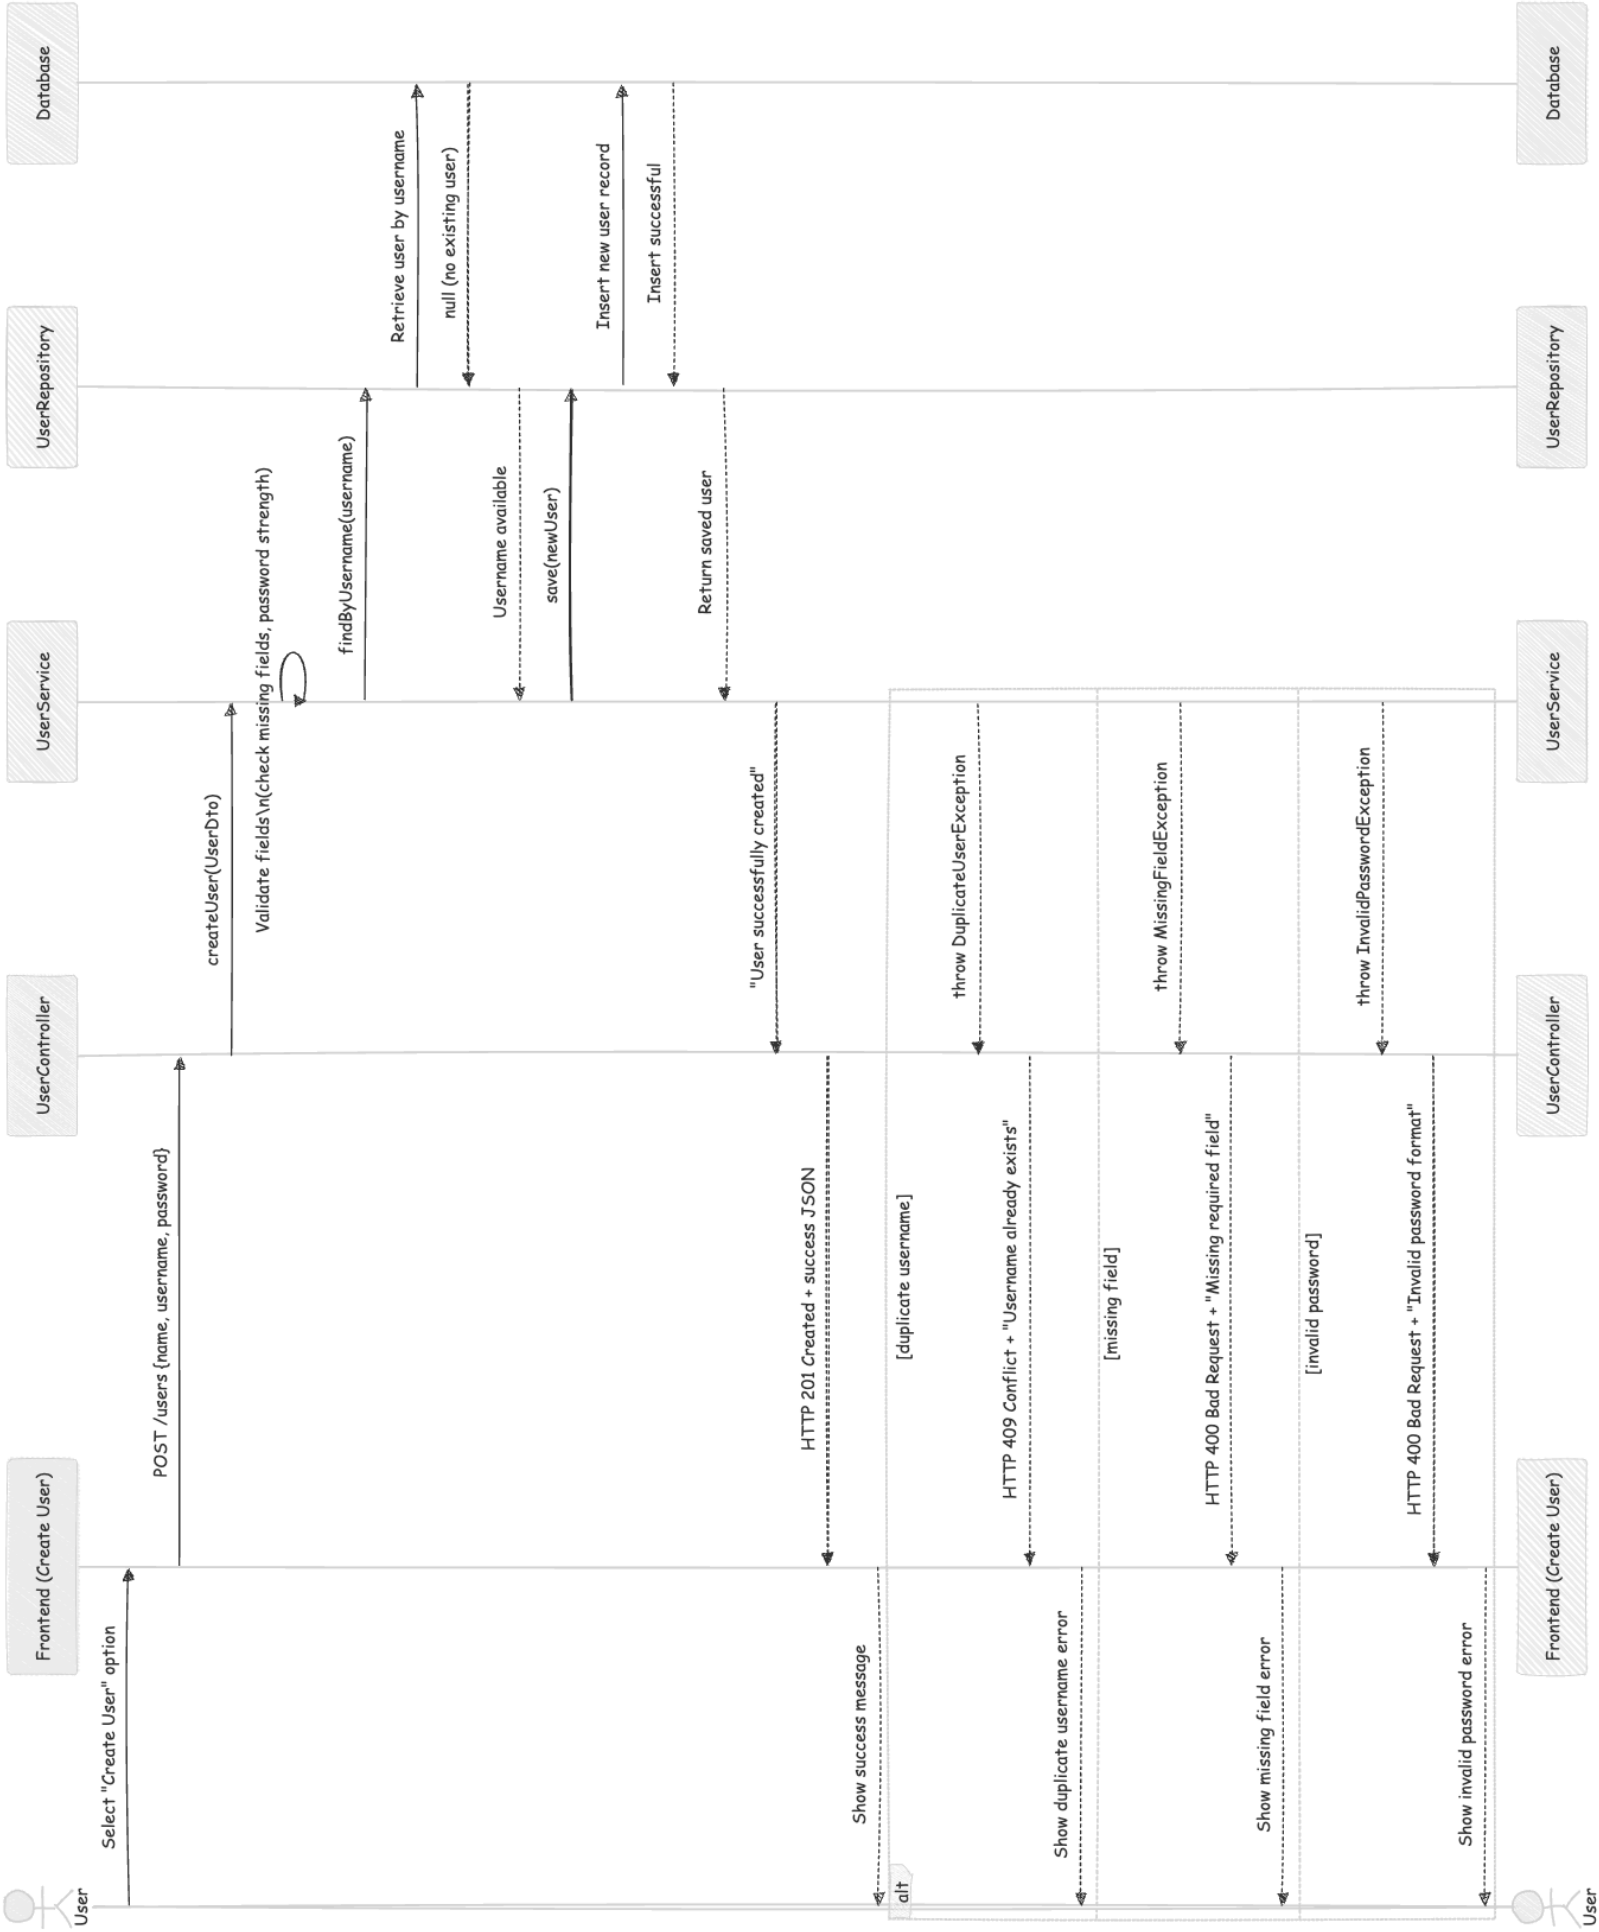 User
Frontend (Create User)
UserController
UserService
UserRepository
Database
Select "Create User" option
POST /users {name, username, password}
createUser(UserDto)
Validate fields\n(check missing fields, password strength)
findByUsername(username)
Retrieve user by username
null (no existing user)
Username available
save(newUser)
Insert new user record
Insert successful
Return saved user
"User successfully created"
HTTP 201 Created + success JSON
Show success message
alt
[duplicate username]
throw DuplicateUserException
HTTP 409 Conflict + "Username already exists"
Show duplicate username error
[missing field]
throw MissingFieldException
HTTP 400 Bad Request + "Missing required field"
Show missing field error
[invalid password]
throw InvalidPasswordException
HTTP 400 Bad Request + "Invalid password format"
Show invalid password error
User
Frontend (Create User)
UserController
UserService
UserRepository
Database